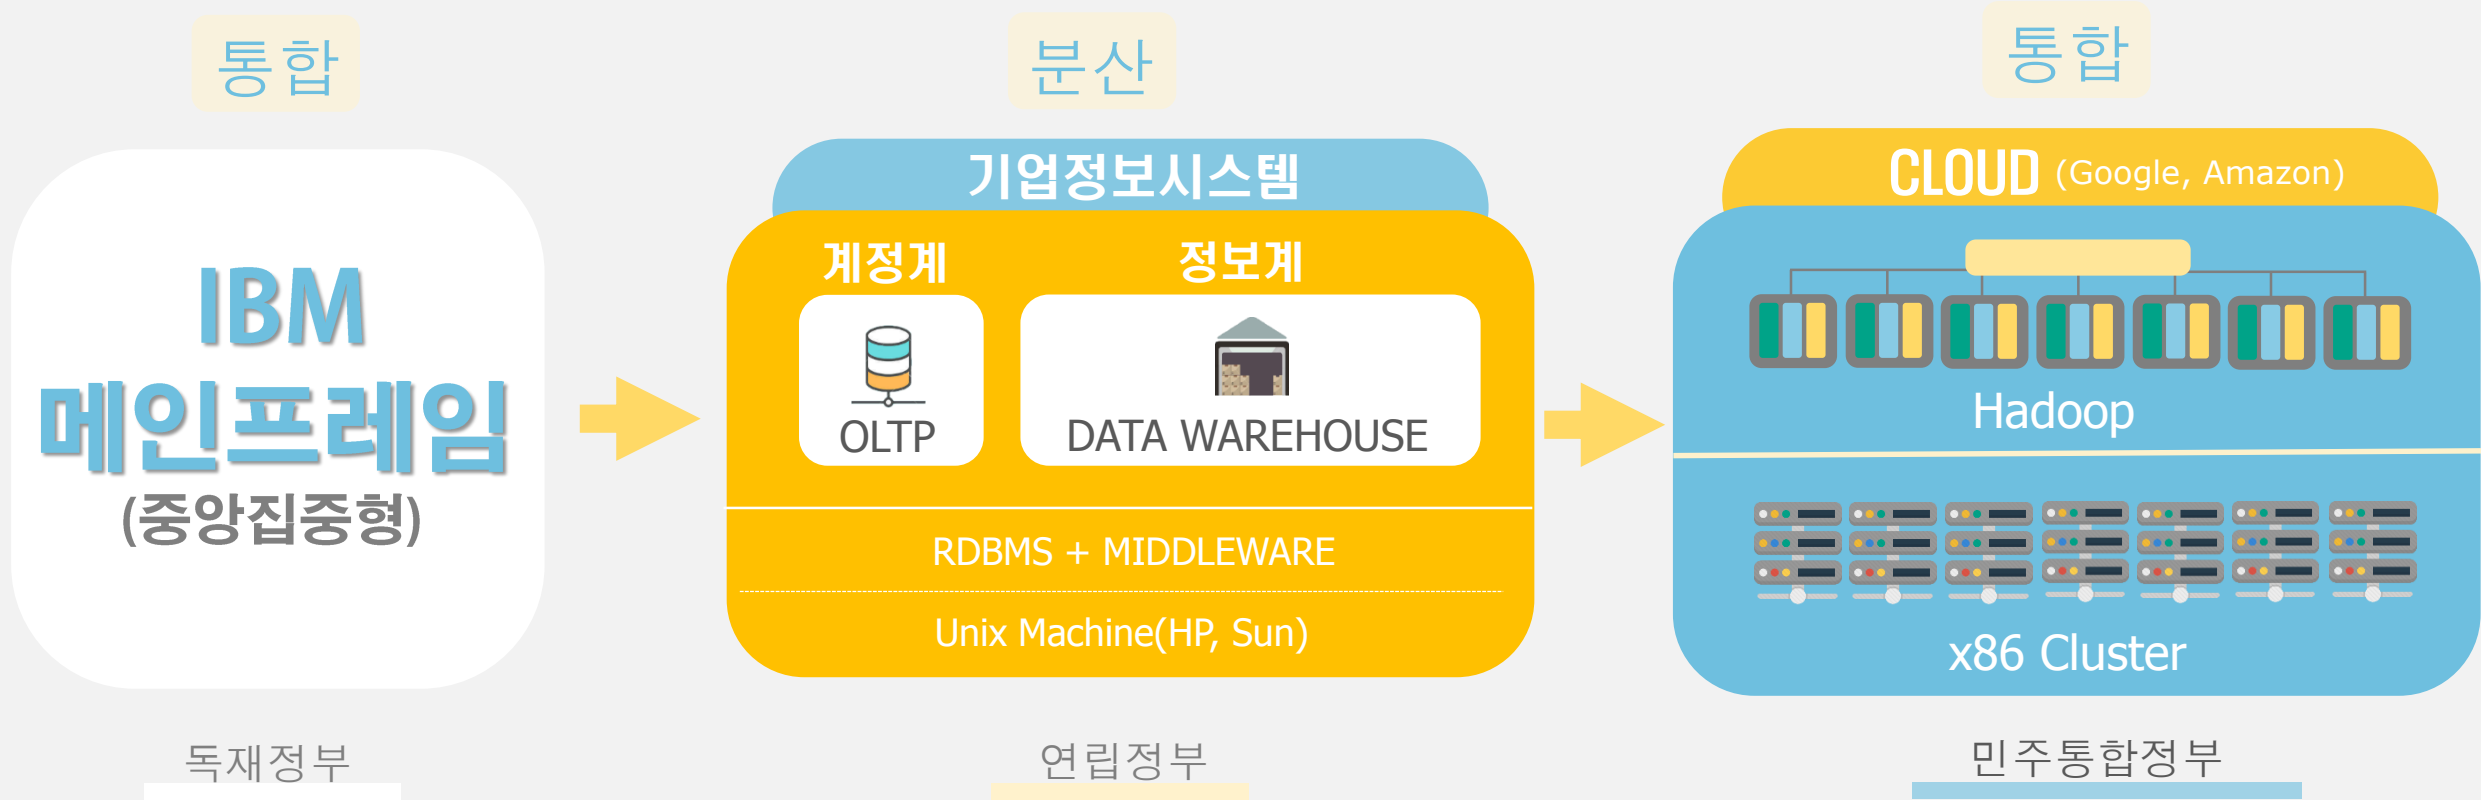 통합
IBM
메인프레임
(중앙집중형)
독재정부
분산
기업정보시스템
계정계
정보계
OLTP
DATA WAREHOUSE
RDBMS + MIDDLEWARE
Unix Machine(HP, Sun)
연립정부
통합
CLOUD (Google, Amazon)
Hadoop
x86 Cluster
민주통합정부